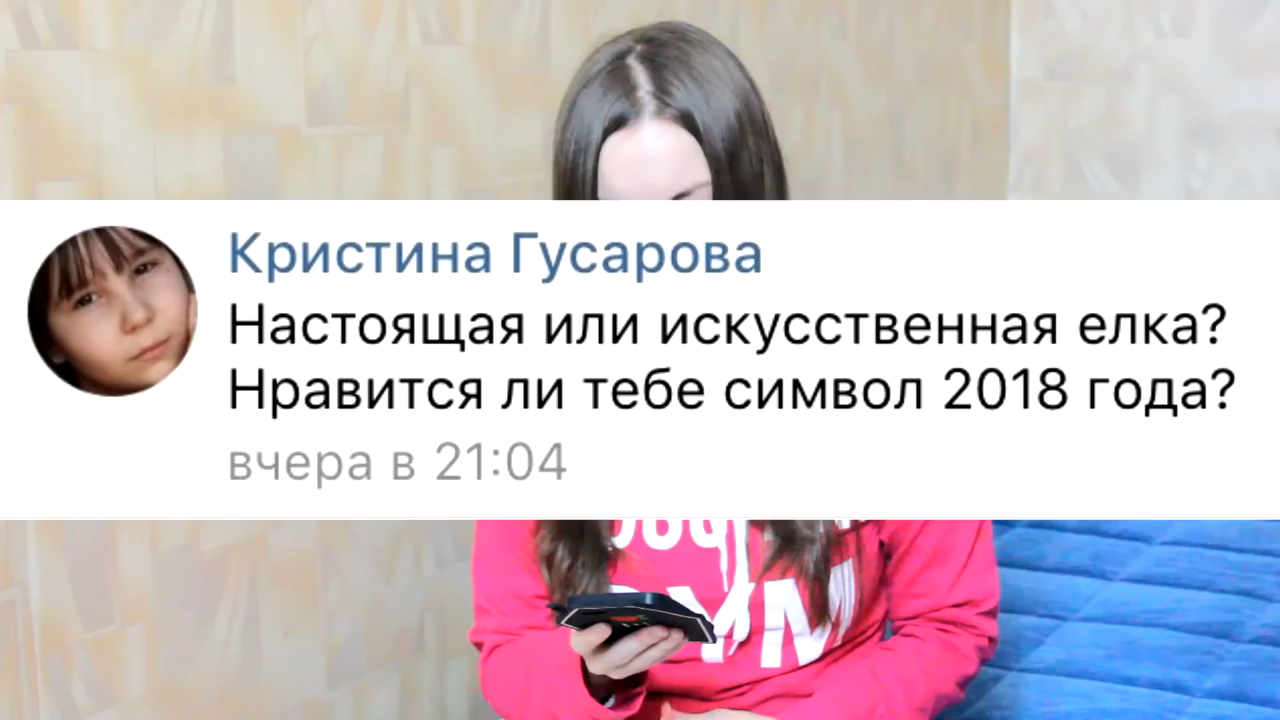 Кристина Гусарова
Настоящая или искусственная елка?
Нравится ли тебе символ 2018 года?
вчера в 21:04